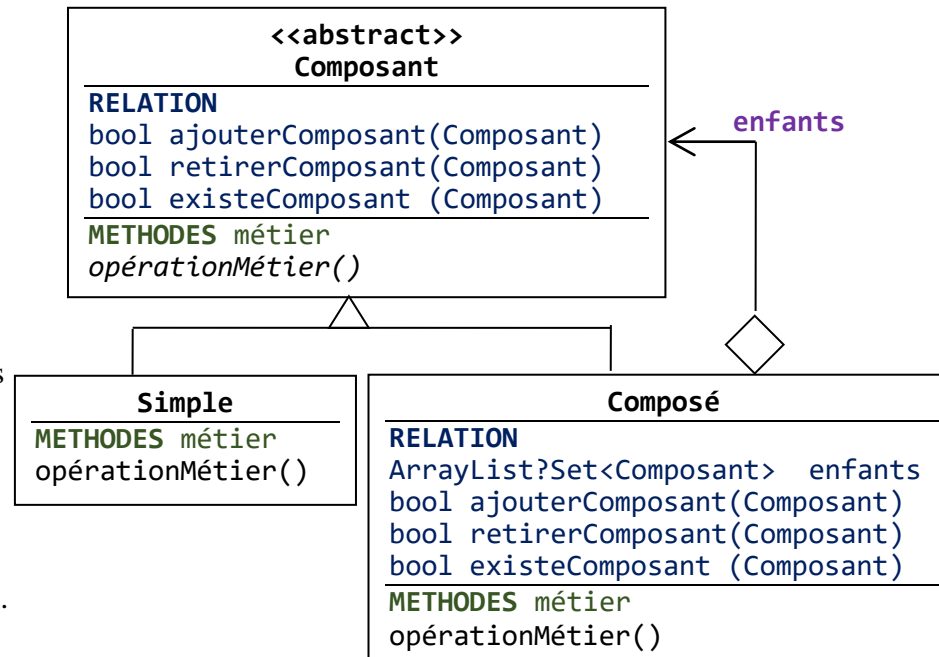 <<abstract>>
Composant
RELATION
bool ajouterComposant(Composant)
bool retirerComposant(Composant)
bool existeComposant (Composant)
METHODES métier
opérationMétier()
enfants
s
Simple
METHODES métier
opérationMétier()
.
Composé
RELATION
ArrayList?Set<Composant> enfants
bool ajouterComposant(Composant)
bool retirerComposant(Composant)
bool existeComposant (Composant)
METHODES métier
opérationMétier()